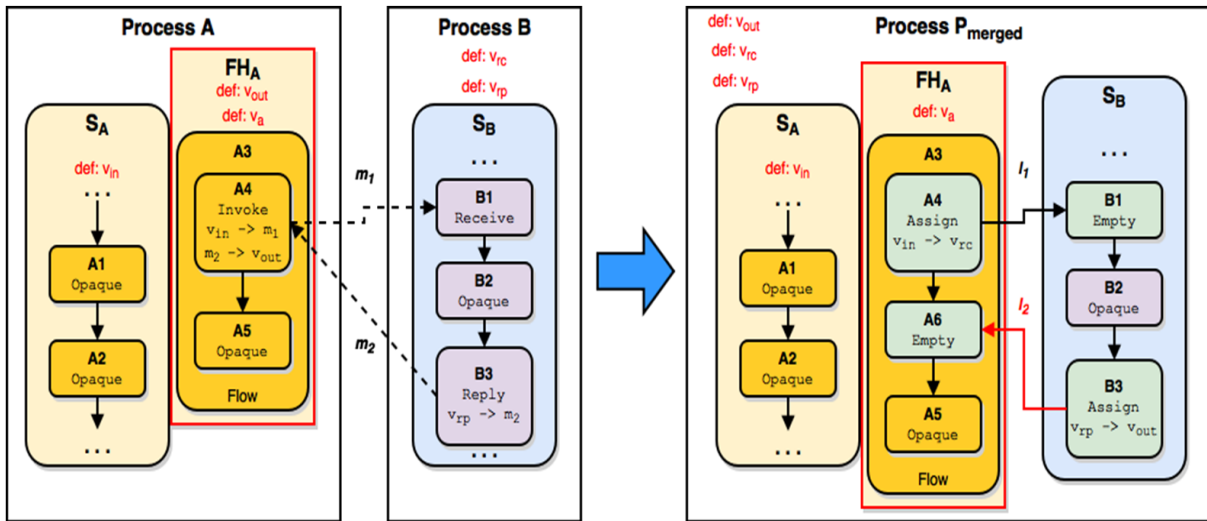 Process A
FHA
def: vout
def: va
SA
def: vin
...
A1
Opaque
A2
Opaque
...
A3
A4
Invoke
vin -> m1
m2 -> vout
A5
Opaque
Flow
m1
m2
Process B
def: vrc
def: vrp
SB
...
B1
Receive
B2
Opaque
B3
Reply
vrp -> m2
...
Process Pmerged
def: vout
def: vrc
def: vrp
SA
def: vin
...
A1
Opaque
A2
Opaque
...
FHA
def: va
A3
A4
Assign
vin -> vrc
A6
Empty
A5
Opaque
Flow
l1
l2
SB
...
B1
Empty
B2
Opaque
B3
Assign
vrp -> vout